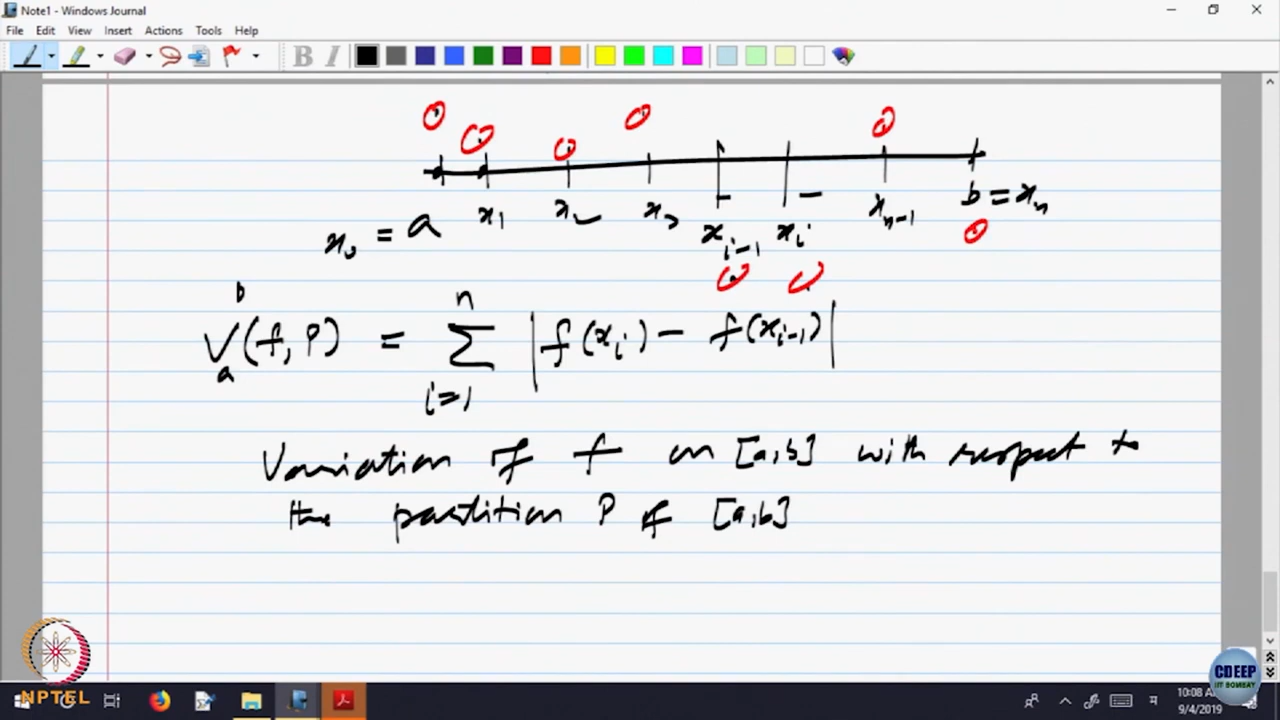 Note1 - Windows Journal
File Edit View Insert Actions Tools Help
B I
x₀ = a x₁ x₂ x₃ xᵢ₋₁ xᵢ xₙ₋₁ b = xₙ
V_a^b (f, P) = Σ_{i=1}^{n} |f(xᵢ) - f(xᵢ₋₁)|
Variation of f on [a,b] with respect to
the partition P of [a,b]
NPTEL
CDEEP
IIT BOMBAY
म
10:08
9/4/2019